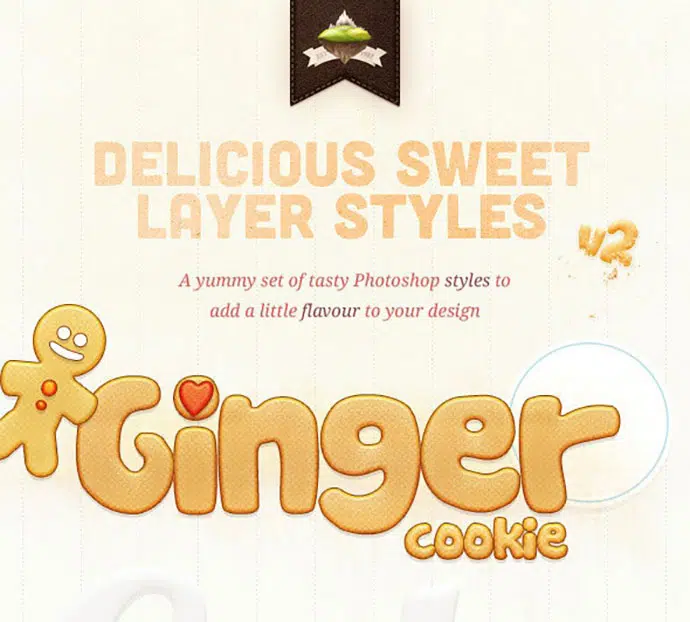 DELICIOUS SWEET
LAYER STYLES
v2
A yummy set of tasty Photoshop styles to
add a little flavour to your design
Ginger
cookie